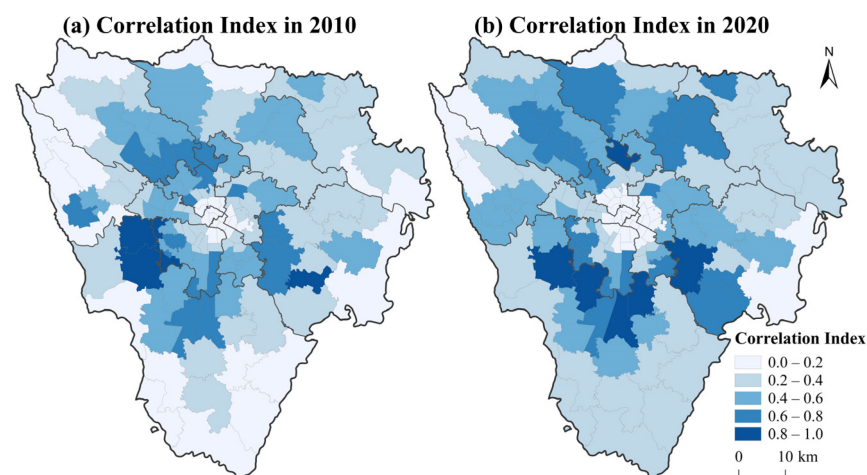 (a) Correlation Index in 2010
(b) Correlation Index in 2020
N
Correlation Index
0.0 – 0.2
0.2 – 0.4
0.4 – 0.6
0.6 – 0.8
0.8 – 1.0
0 10 km